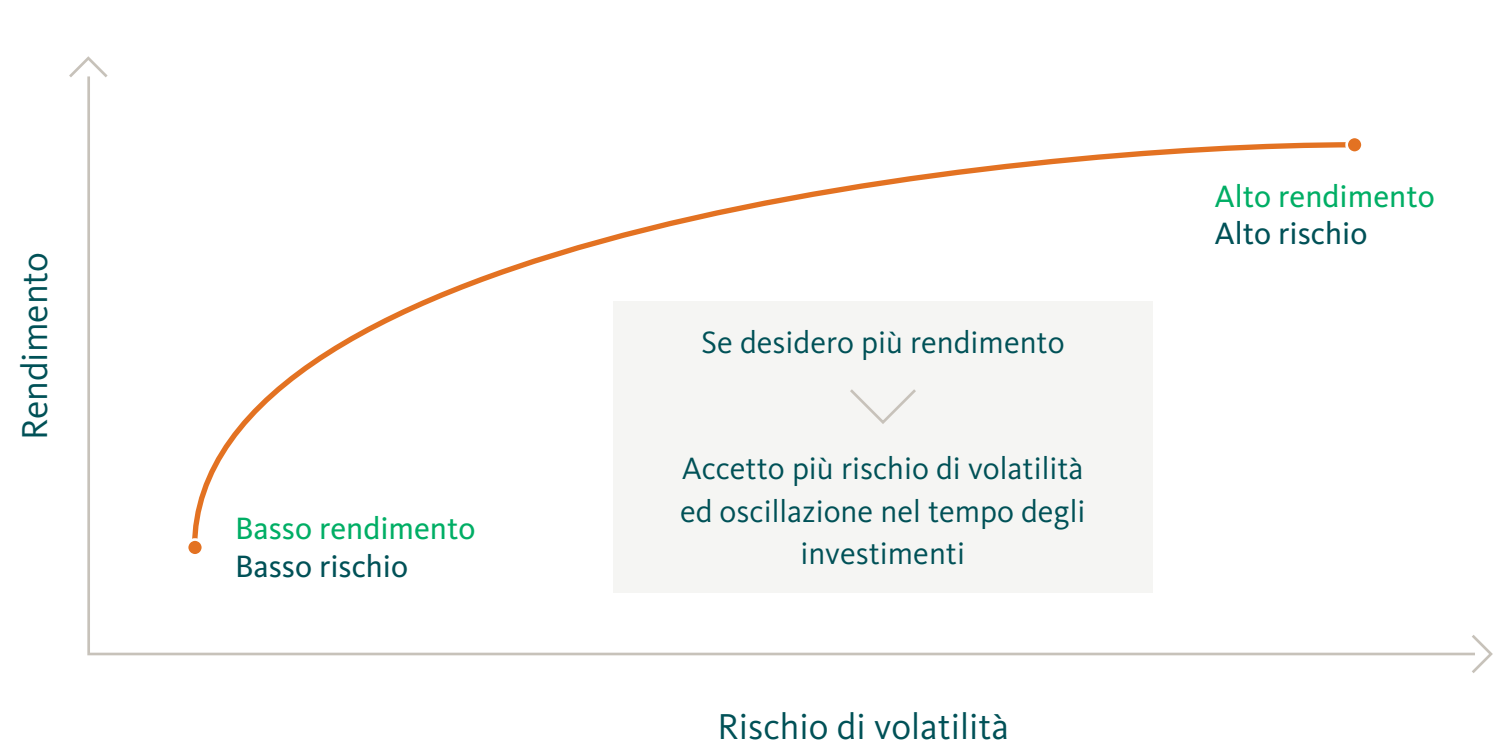 Rendimento
Alto rendimento
Alto rischio
Se desidero più rendimento
Accetto più rischio di volatilità
ed oscillazione nel tempo degli
investimenti
Basso rendimento
Basso rischio
Rischio di volatilità